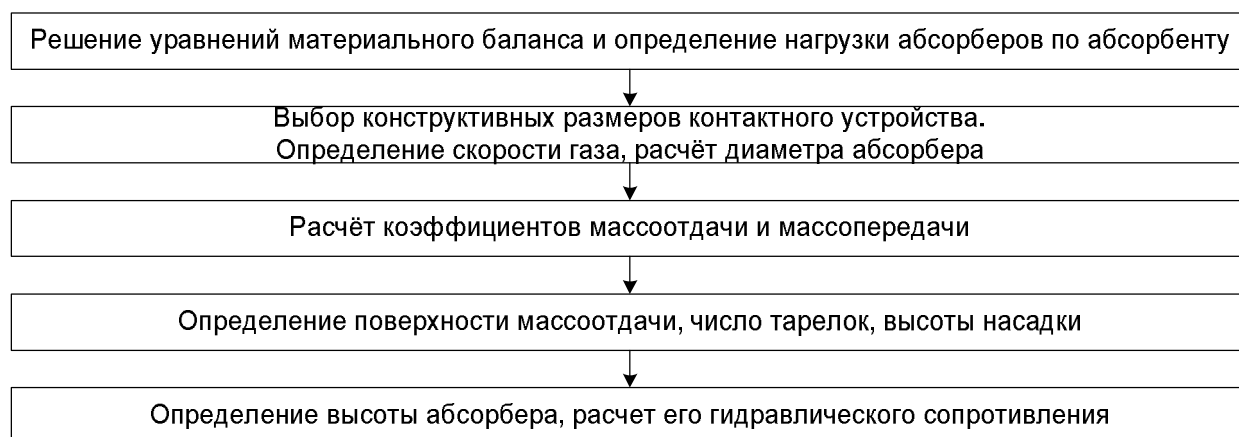 Решение уравнений материального баланса и определение нагрузки абсорберов по абсорбенту
Выбор конструктивных размеров контактного устройства.
Определение скорости газа, расчёт диаметра абсорбера
Расчёт коэффициентов массоотдачи и массопередачи
Определение поверхности массоотдачи, число тарелок, высоты насадки
Определение высоты абсорбера, расчет его гидравлического сопротивления